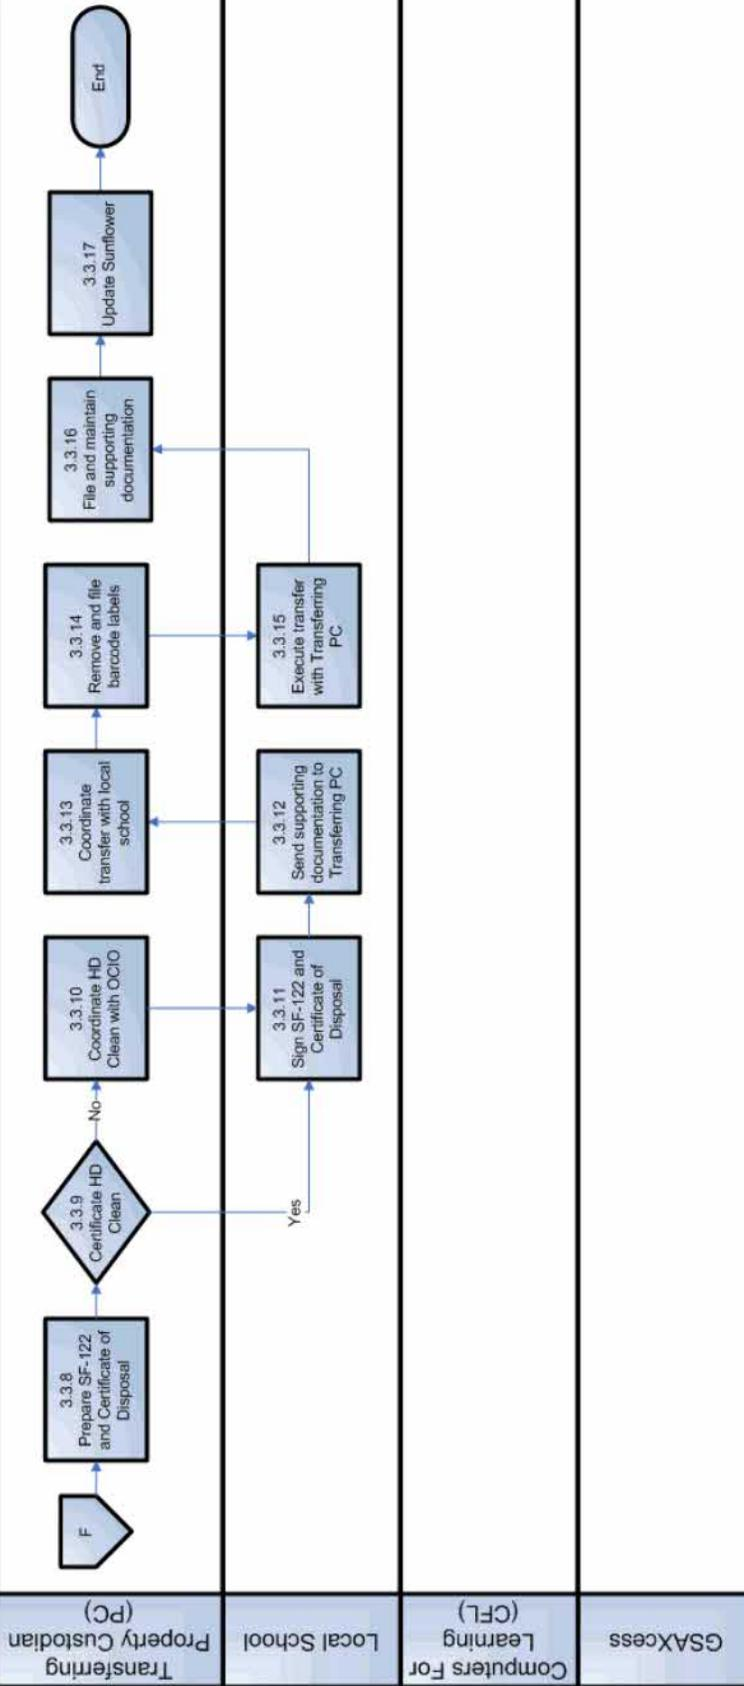 Transferring
Property Custodian
(PC)
F
3.3.8
Prepare SF-122
and Certificate of
Disposal
3.3.9
Certificate HD
Clean
No
Yes
3.3.10
Coordinate HD
Clean with OCIO
3.3.13
Coordinate
transfer with local
school
3.3.14
Remove and file
barcode labels
3.3.16
File and maintain
supporting
documentation
3.3.17
Update Sunflower
End
Local School
3.3.11
Sign SF-122 and
Certificate of
Disposal
3.3.12
Send supporting
documentation to
Transferring PC
3.3.15
Execute transfer
with Transferring
PC
Computers For
Learning
(CFL)
GSAXcess